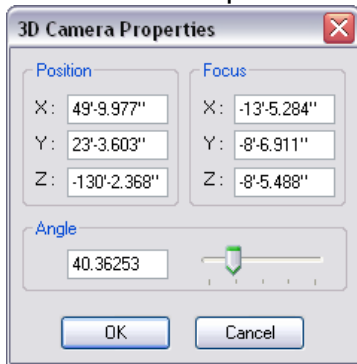 3D Camera Properties
Position Focus
X: 49'-9.977" X: -13'-5.284"
Y: 23'-3.603" Y: -8'-6.911"
Z: -130'-2.368" Z: -8'-5.488"
Angle
40.36253
OK Cancel